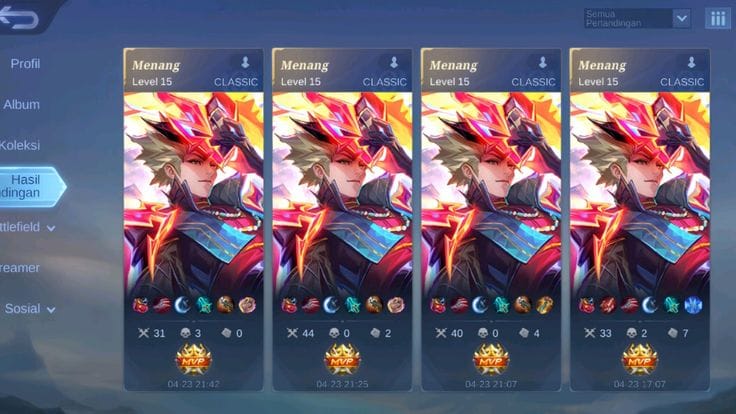 Semua
Pertandingan
Profil
Album
Koleksi
Hasil
ndingan
ttlefield
reamer
Sosial
Menang
Level 15
CLASSIC
31 3 0
MVP
04-23 21:42
Menang
Level 15
CLASSIC
44 0 2
MVP
04-23 21:25
Menang
Level 15
CLASSIC
40 0 4
MVP
04-23 21:07
Menang
Level 15
CLASSIC
33 2 7
MVP
04-23 17:07